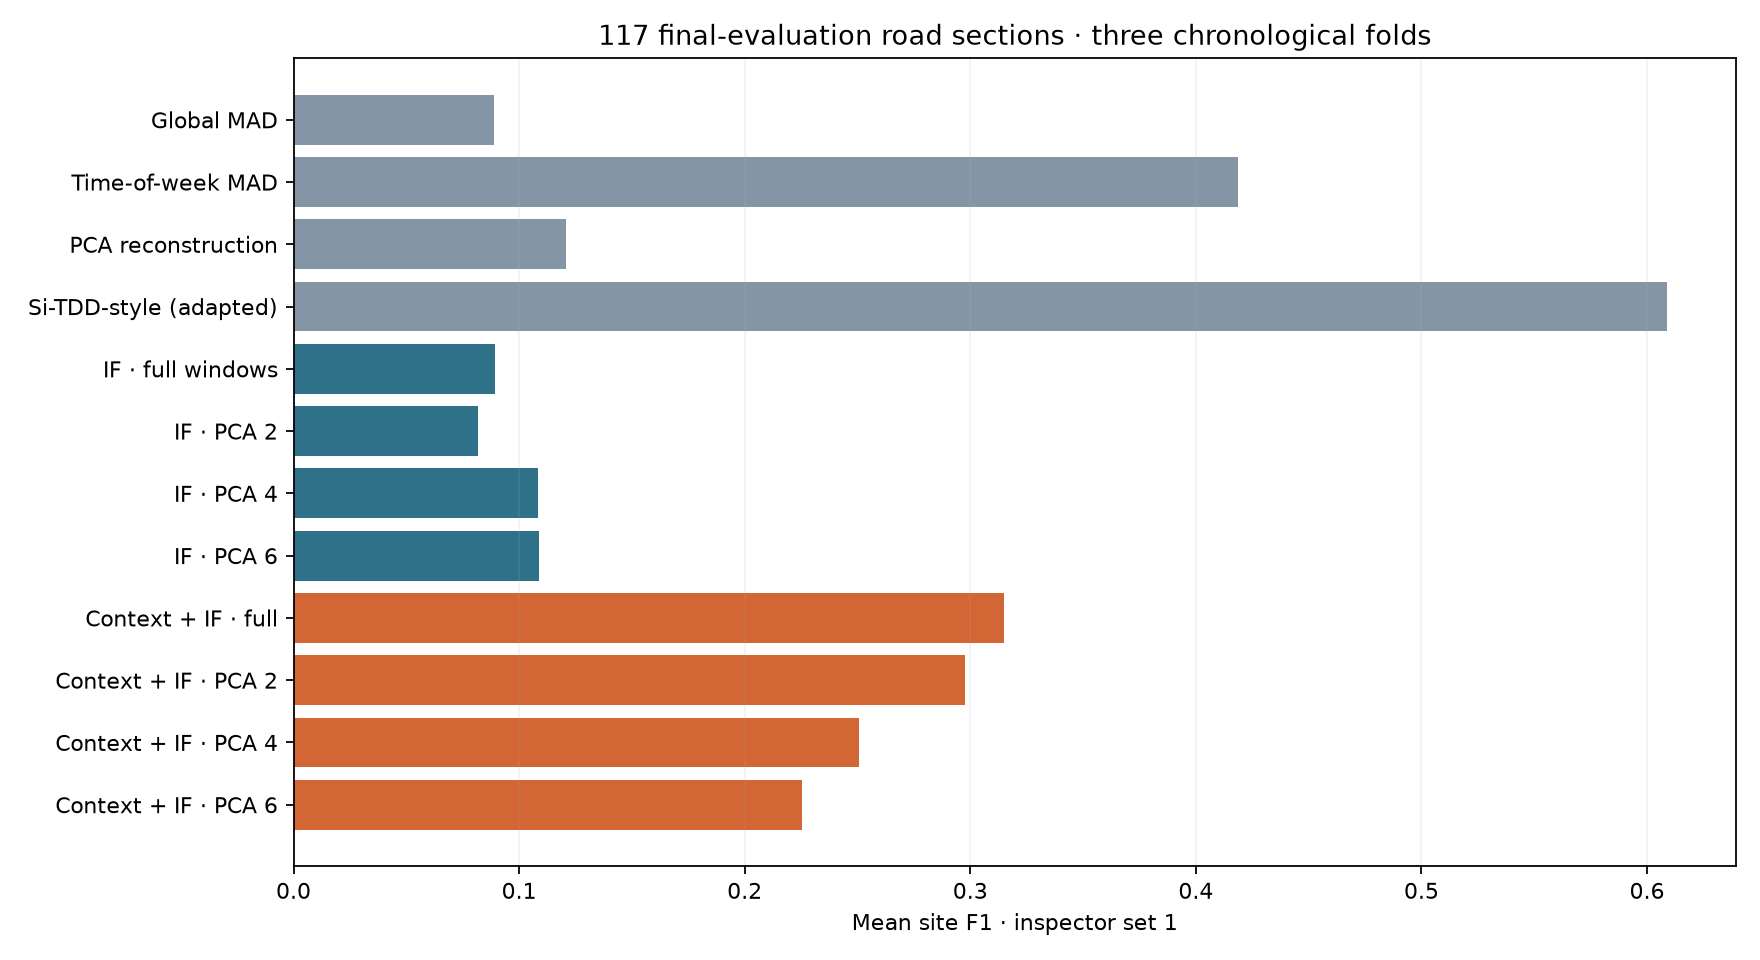 117 final-evaluation road sections · three chronological folds
Global MAD
Time-of-week MAD
PCA reconstruction
Si-TDD-style (adapted)
IF · full windows
IF · PCA 2
IF · PCA 4
IF · PCA 6
Context + IF · full
Context + IF · PCA 2
Context + IF · PCA 4
Context + IF · PCA 6
0.0 0.1 0.2 0.3 0.4 0.5 0.6
Mean site F1 · inspector set 1